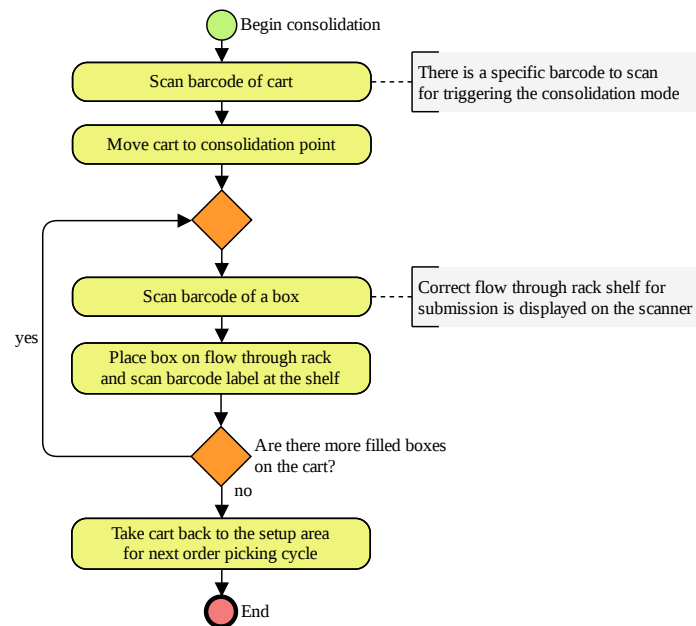 Begin consolidation
Scan barcode of cart
There is a specific barcode to scan
for triggering the consolidation mode
Move cart to consolidation point
Scan barcode of a box
Correct flow through rack shelf for
submission is displayed on the scanner
yes
Place box on flow through rack
and scan barcode label at the shelf
Are there more filled boxes
on the cart?
no
Take cart back to the setup area
for next order picking cycle
End